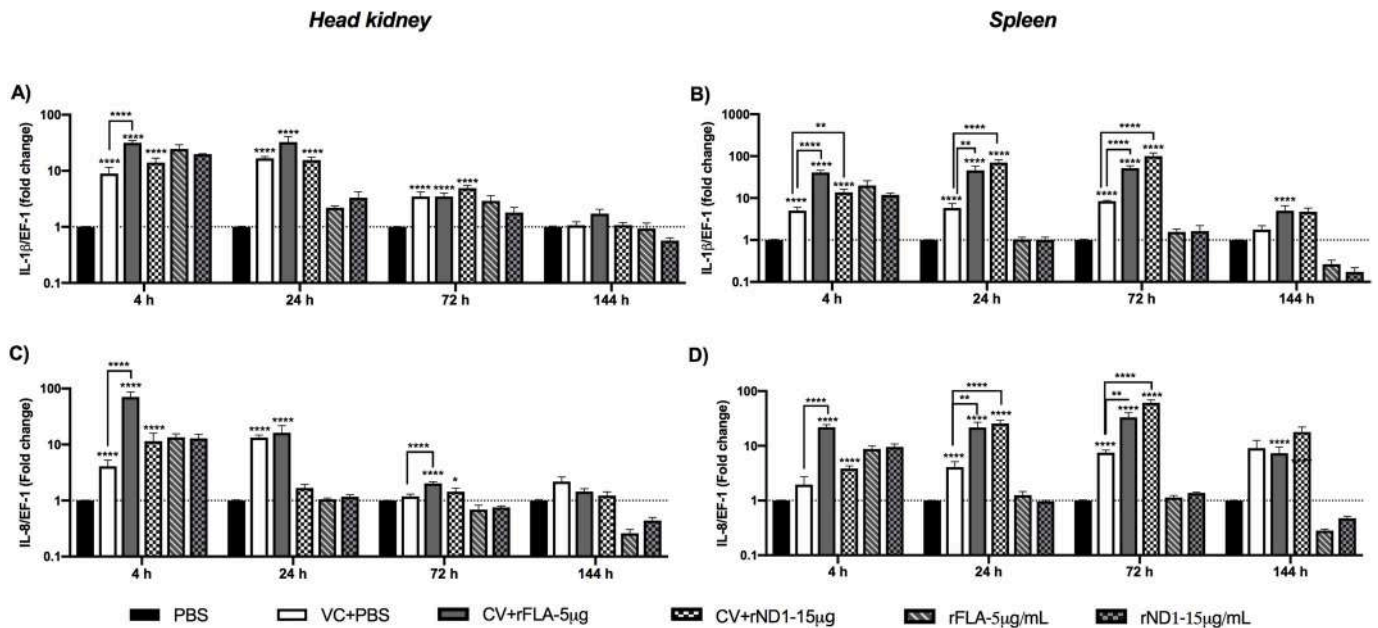 Head kidney
Spleen
A)
IL-1β/EF-1 (fold change)
100
10
1
0.1
****
****
****
****
****
****
****
****
****
****
4 h
24 h
72 h
144 h
B)
IL-1β/EF-1 (fold change)
1000
100
10
1
0.1
**
****
****
****
****
****
**
****
****
****
****
****
****
****
****
4 h
24 h
72 h
144 h
C)
IL-8/EF-1 (Fold change)
100
10
1
0.1
****
****
****
****
****
****
****
****
*
4 h
24 h
72 h
144 h
D)
IL-8/EF-1 (fold change)
100
10
1
0.1
****
****
****
****
**
****
****
****
****
**
****
****
****
****
****
4 h
24 h
72 h
144 h
PBS
VC+PBS
CV+rFLA-5μg
CV+rND1-15μg
rFLA-5μg/mL
rND1-15μg/mL